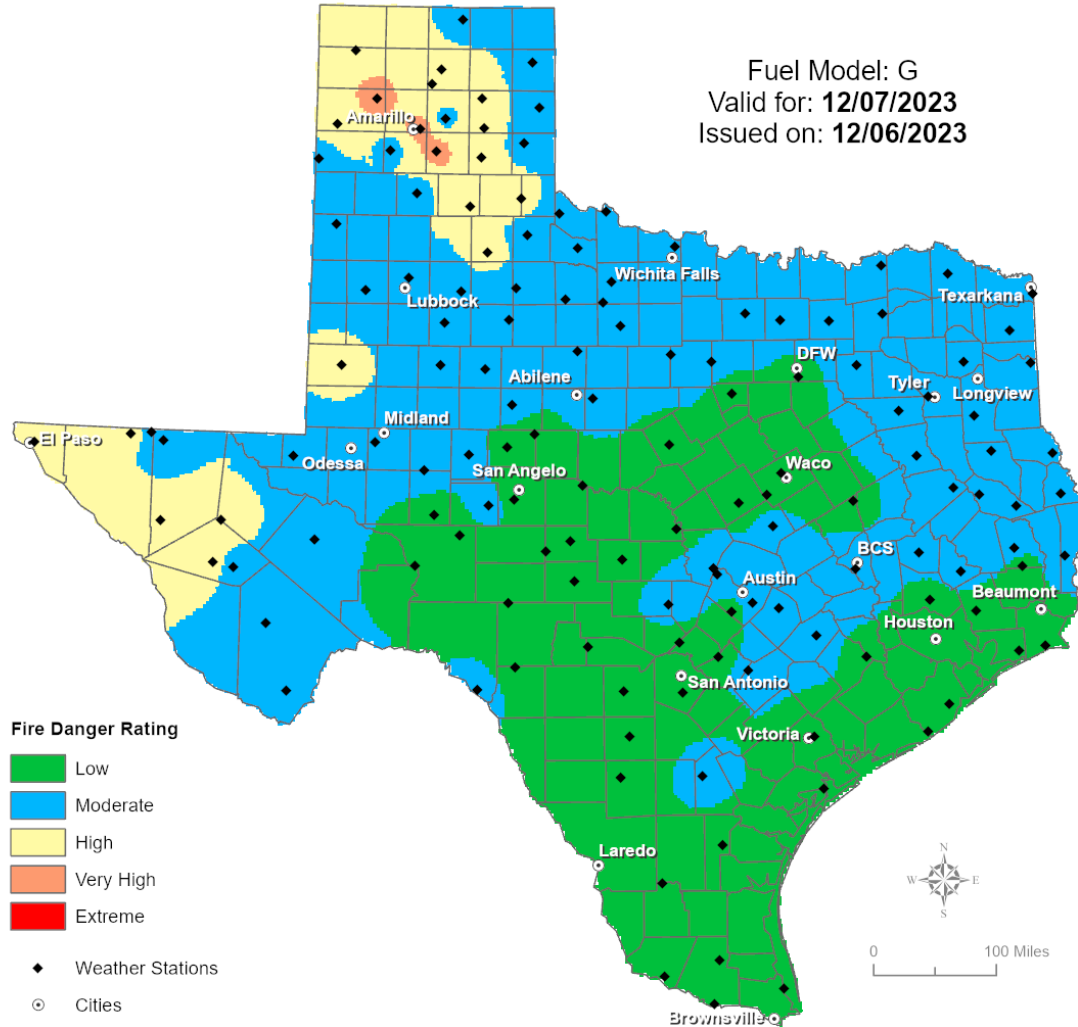 Fuel Model: G
Valid for: 12/07/2023
Issued on: 12/06/2023
Amarillo
Wichita Falls
Lubbock
Texarkana
DFW
Abilene
Tyler
Longview
Midland
El Paso
Odessa
San Angelo
Waco
BCS
Austin
Beaumont
Houston
San Antonio
Victoria
Laredo
Brownsville
Fire Danger Rating
Low
Moderate
High
Very High
Extreme
Weather Stations
Cities
N
W E
S
0 100 Miles